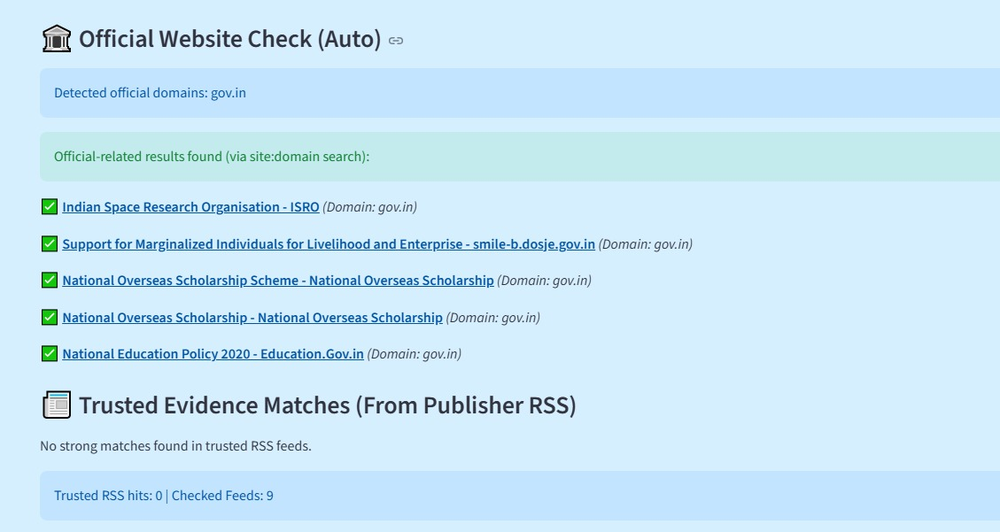 Official Website Check (Auto)
Detected official domains: gov.in
Official-related results found (via site:domain search):
Indian Space Research Organisation - ISRO (Domain: gov.in)
Support for Marginalized Individuals for Livelihood and Enterprise - smile-b.dosje.gov.in (Domain: gov.in)
National Overseas Scholarship Scheme - National Overseas Scholarship (Domain: gov.in)
National Overseas Scholarship - National Overseas Scholarship (Domain: gov.in)
National Education Policy 2020 - Education.Gov.in (Domain: gov.in)
Trusted Evidence Matches (From Publisher RSS)
No strong matches found in trusted RSS feeds.
Trusted RSS hits: 0 | Checked Feeds: 9